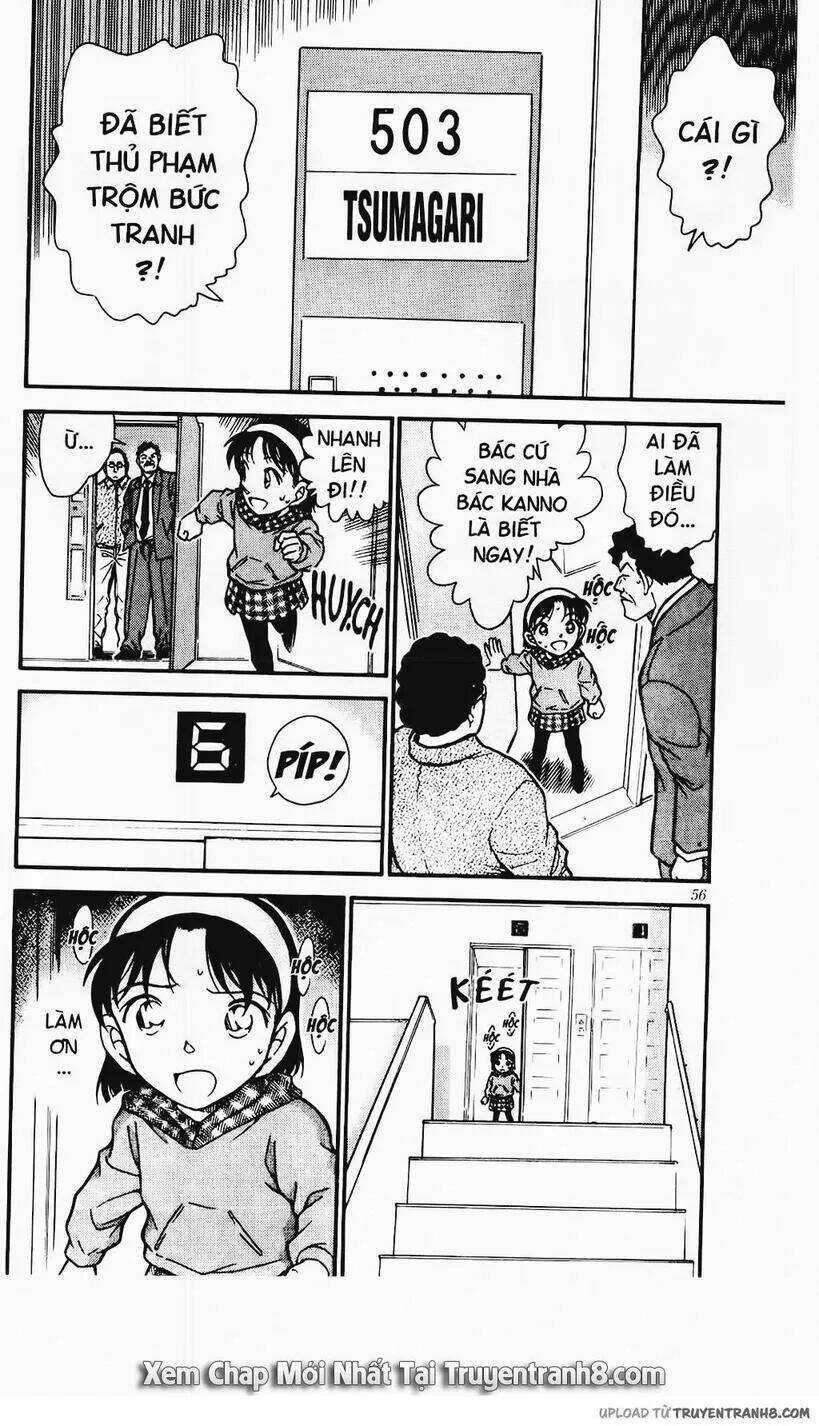 CÁI GÌ
?!
503
TSUMAGARI
ĐÃ BIẾT
THỦ PHẠM
TRỘM BỨC
TRANH
?!
AI ĐÃ
LÀM
ĐIỀU
ĐÓ...
BÁC CỨ
SANG NHÀ
BÁC KANNO
LÀ BIẾT
NGAY!
HỘC
HỘC
NHANH
LÊN
ĐI!!
HUỴCH
Ừ...
6
PÍP!
56
KÉÉT
HỘC
HỘC
HỘC
HỘC
HỘC
LÀM
ƠN
...
Xem Chap Mới Nhất Tại Truyentranh8.com
UPLOAD TỪ TRUYENTRANH8.COM